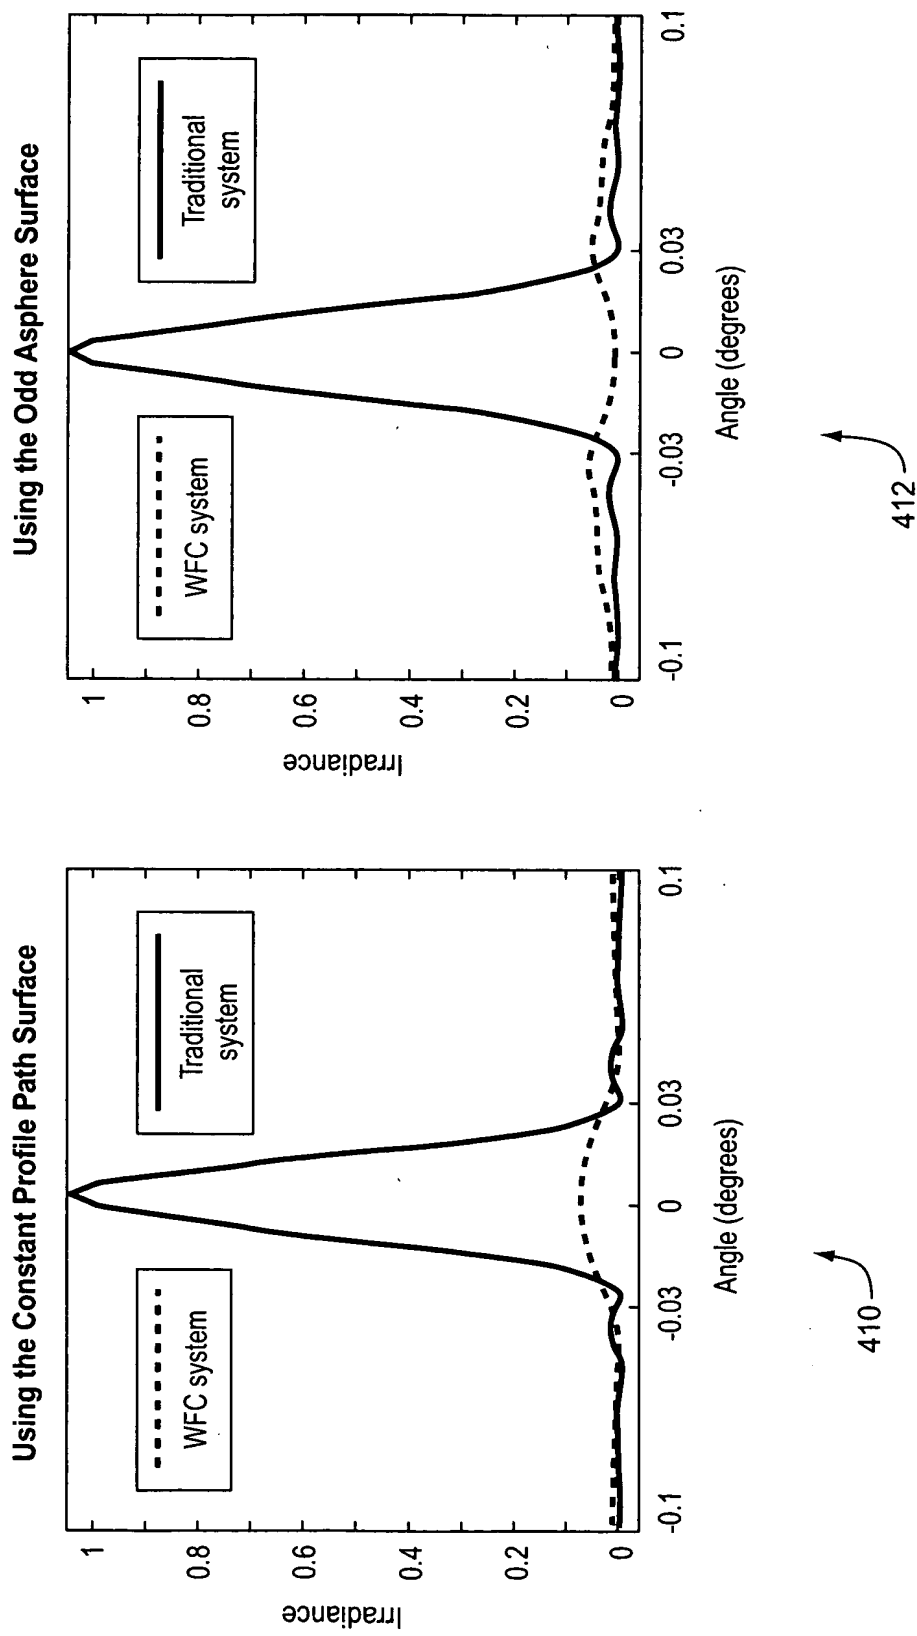 Using the Constant Profile Path Surface
Irradiance
1
0.8
0.6
0.4
0.2
0
WFC system
Traditional
system
-0.1
-0.03
0
0.03
0.1
Angle (degrees)
410
Using the Odd Asphere Surface
Irradiance
1
0.8
0.6
0.4
0.2
0
WFC system
Traditional
system
-0.1
-0.03
0
0.03
0.1
Angle (degrees)
412